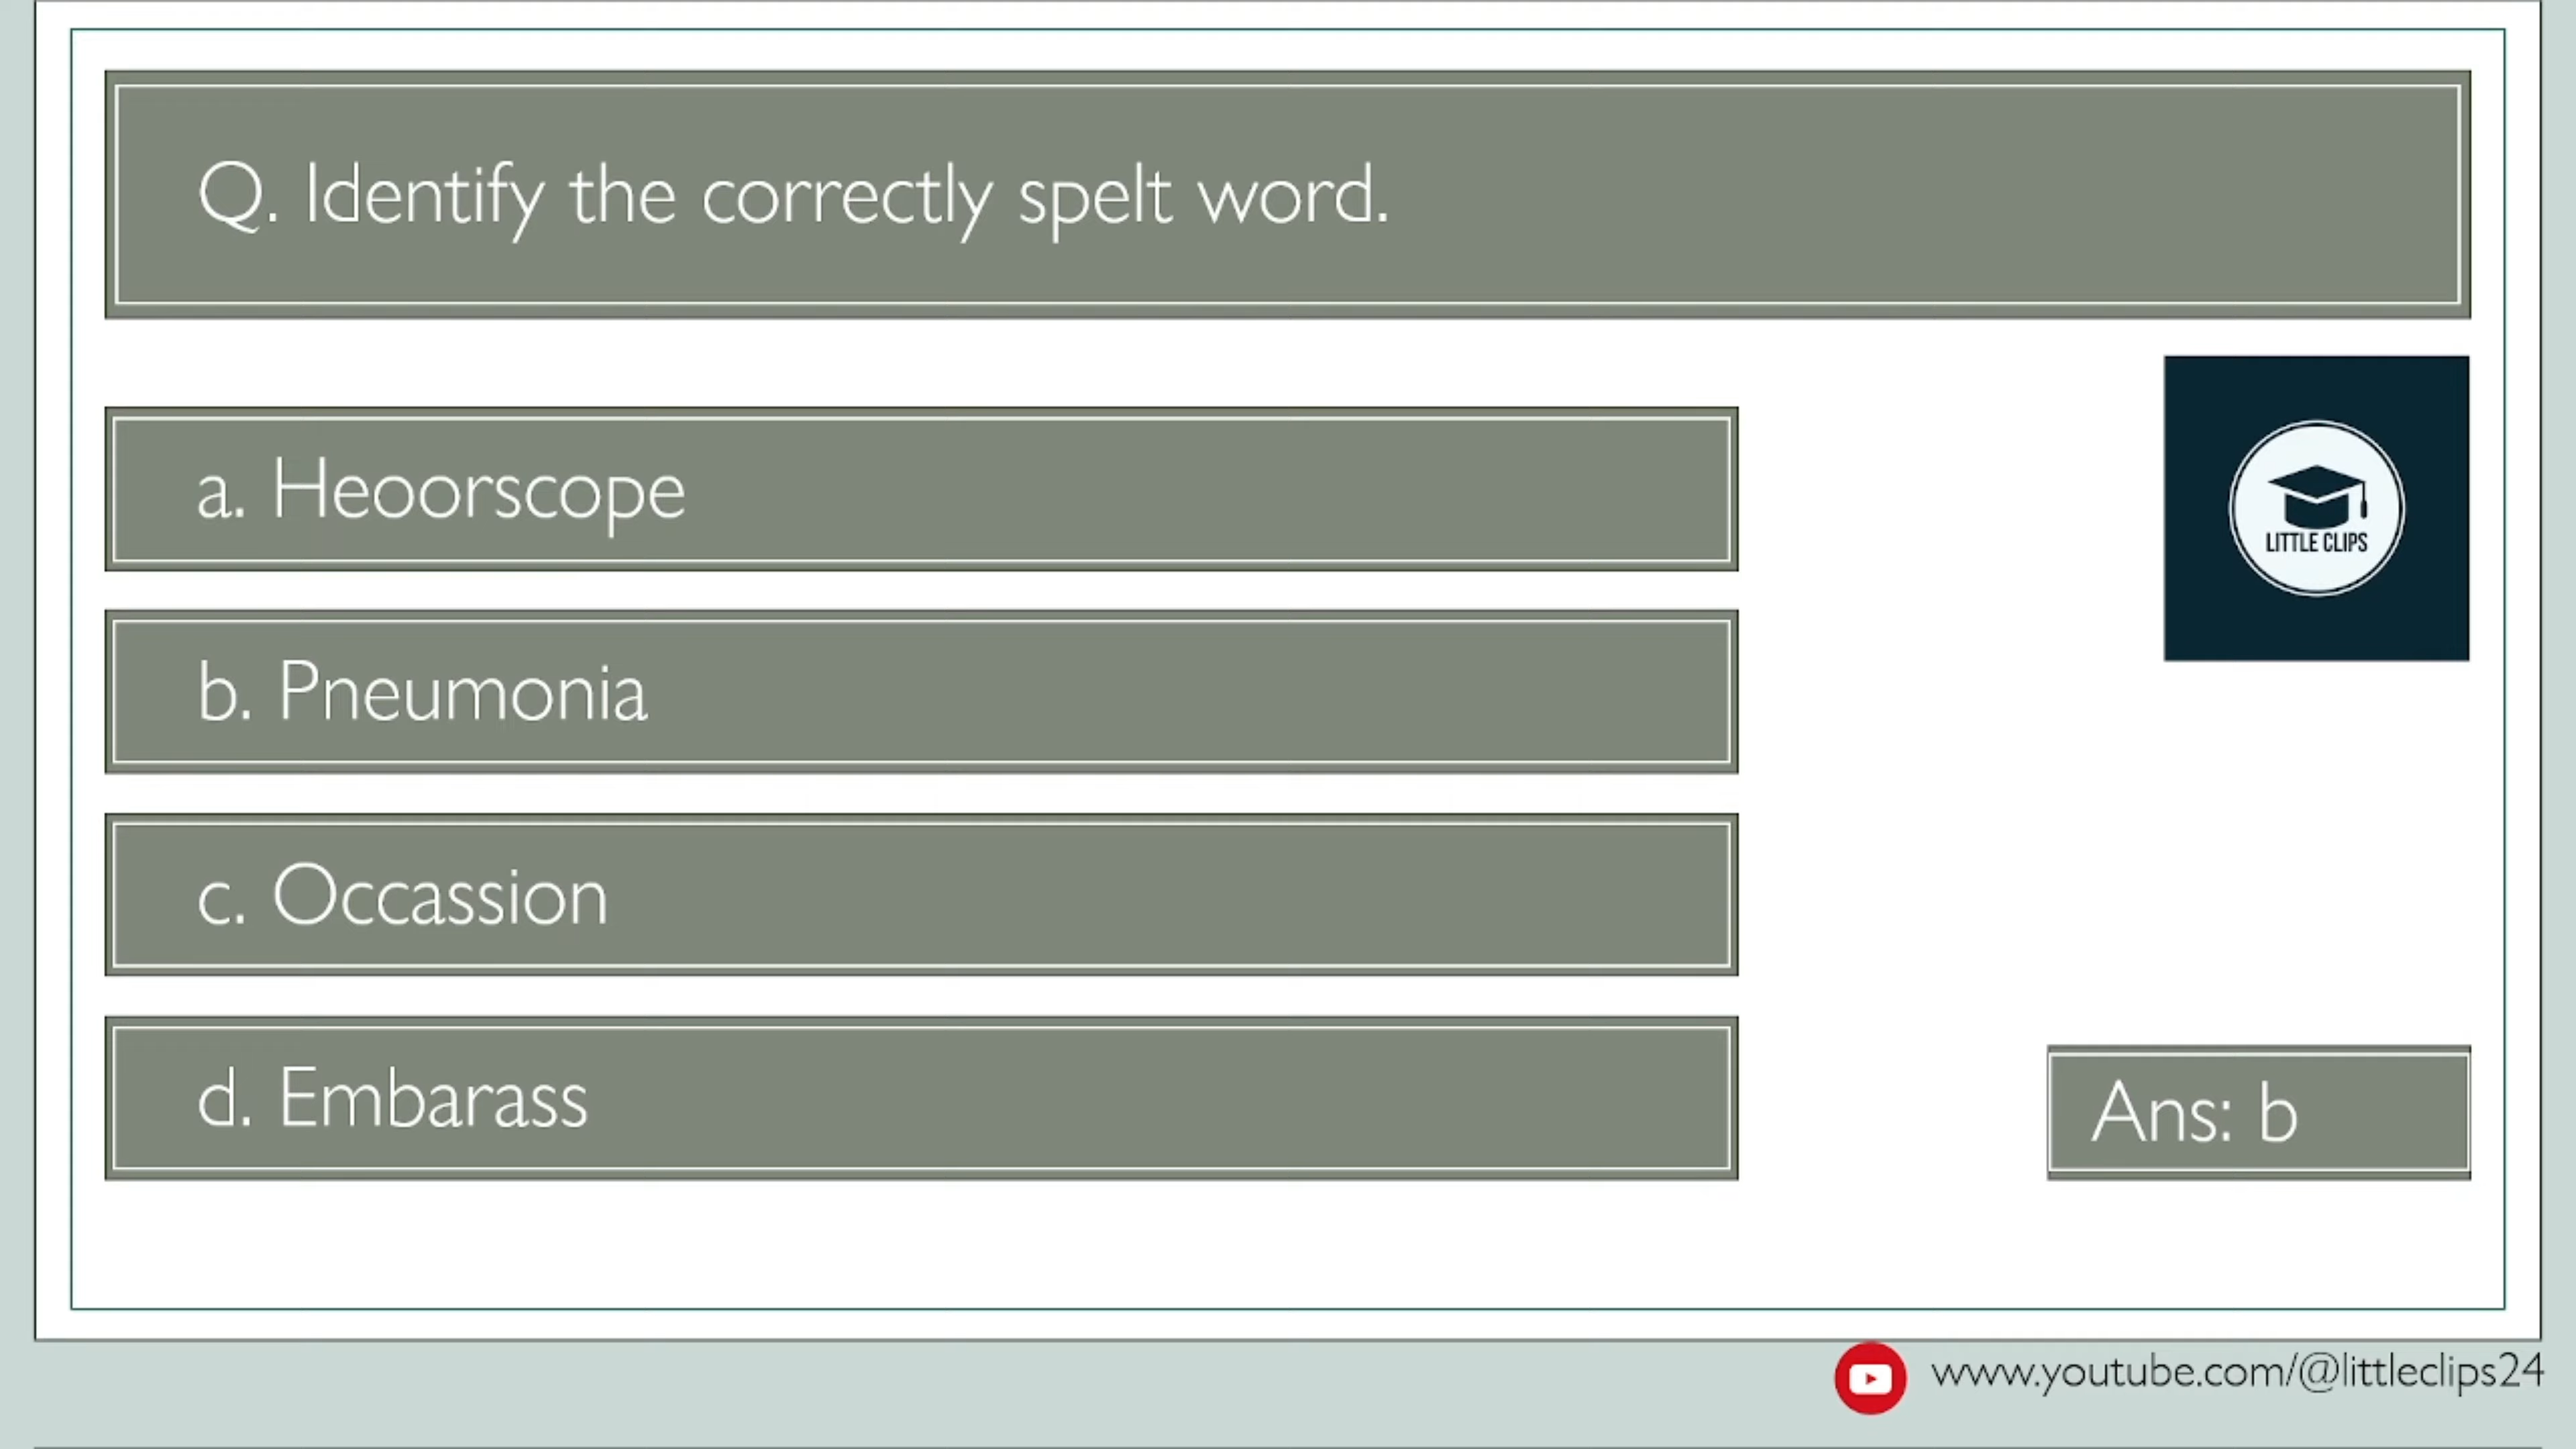 Q. Identify the correctly spelt word.
a. Heoorscope
LITTLE CLIPS
b. Pneumonia
c. Occassion
d. Embarass
Ans: b
www.youtube.com/@littleclips24